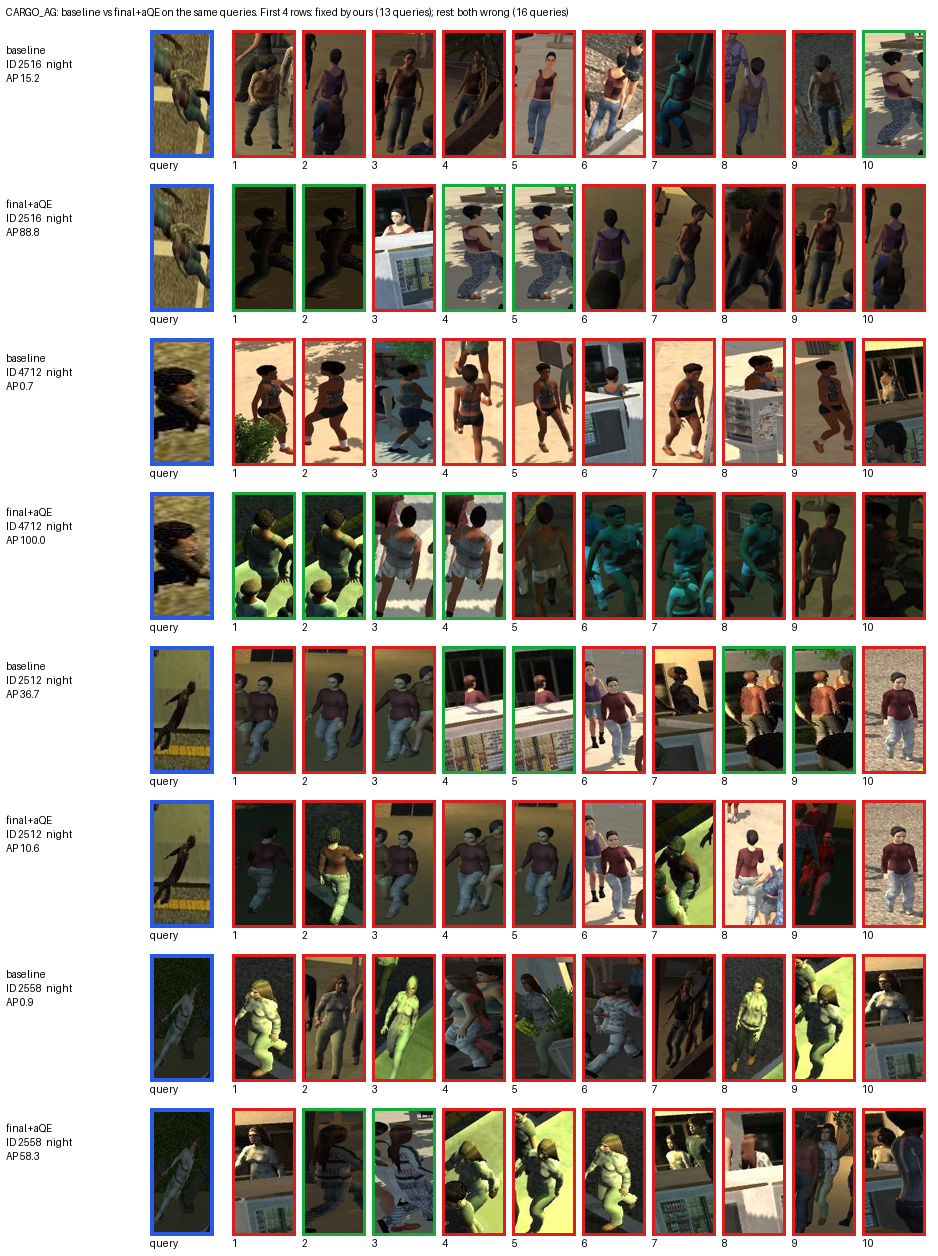 CARGO_AG: baseline vs final+aQE on the same queries. First 4 rows: fixed by ours (13 queries); rest: both wrong (16 queries)
baseline
ID 2516 night
AP 15.2
query 1 2 3 4 5 6 7 8 9 10
final+aQE
ID 2516 night
AP 88.8
query 1 2 3 4 5 6 7 8 9 10
baseline
ID 4712 night
AP 0.7
query 1 2 3 4 5 6 7 8 9 10
final+aQE
ID 4712 night
AP 100.0
query 1 2 3 4 5 6 7 8 9 10
baseline
ID 2512 night
AP 36.7
query 1 2 3 4 5 6 7 8 9 10
final+aQE
ID 2512 night
AP 10.6
query 1 2 3 4 5 6 7 8 9 10
baseline
ID 2558 night
AP 0.9
query 1 2 3 4 5 6 7 8 9 10
final+aQE
ID 2558 night
AP 58.3
query 1 2 3 4 5 6 7 8 9 10